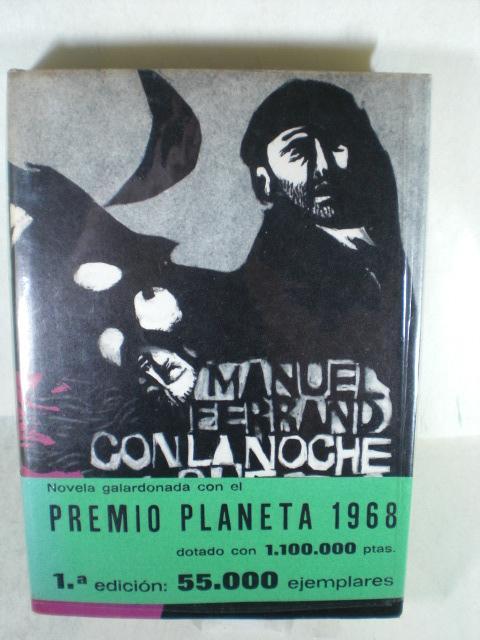 MANUEL
FERRAND
CON LA NOCHE
Novela galardonada con el
PREMIO PLANETA 1968
dotado con 1.100.000 ptas.
1.ª edición: 55.000 ejemplares